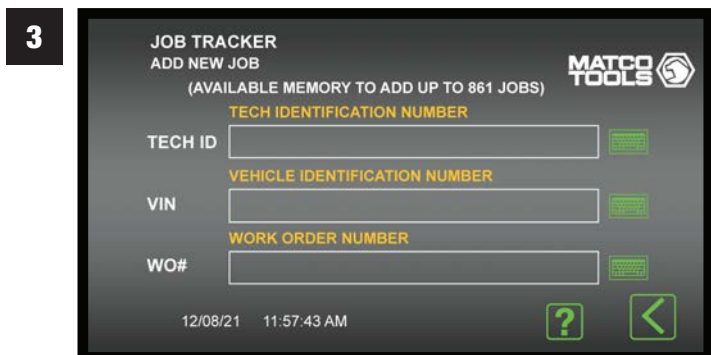 3
JOB TRACKER
ADD NEW JOB
(AVAILABLE MEMORY TO ADD UP TO 861 JOBS)
MATCO
TOOLS
TECH IDENTIFICATION NUMBER
TECH ID
VEHICLE IDENTIFICATION NUMBER
VIN
WORK ORDER NUMBER
WO#
12/08/21 11:57:43 AM
?